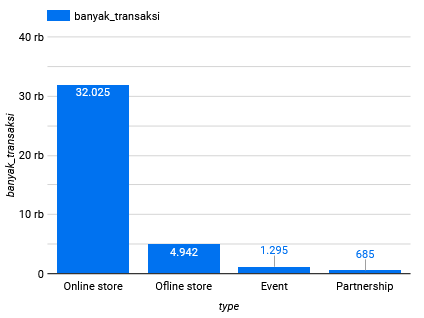 banyak_transaksi
40 rb
30 rb
20 rb
10 rb
0
banyak_transaksi
32.025
4.942
1.295
685
Online store
Ofline store
Event
Partnership
type